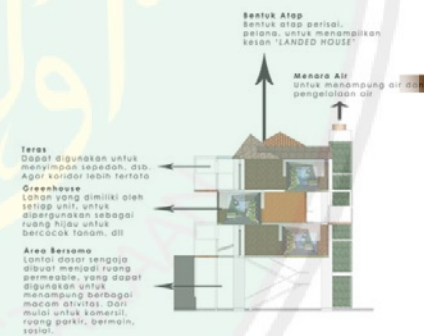 Bentuk Atap
Bentuk atap perisai,
pelana, untuk menampilkan
kesan 'LANDED HOUSE'
Menara Air
Untuk menampung air dan
pengelolaan air
Teras
Dapat digunakan untuk
menyimpan sepedah, dsb.
Agar koridor lebih tertata
Greenhouse
Lahan yang dimiliki oleh
setiap unit, untuk
dipergunakan sebagai
ruang hijau untuk
bercocok tanam, dll
Area Bersama
Lantai dasar sengaja
dibuat menjadi ruang
permeable, yang dapat
digunakan untuk
menampung berbagai
macam ativitas. Dari
mulai untuk komersil,
ruang parkir, bermain,
sosial.